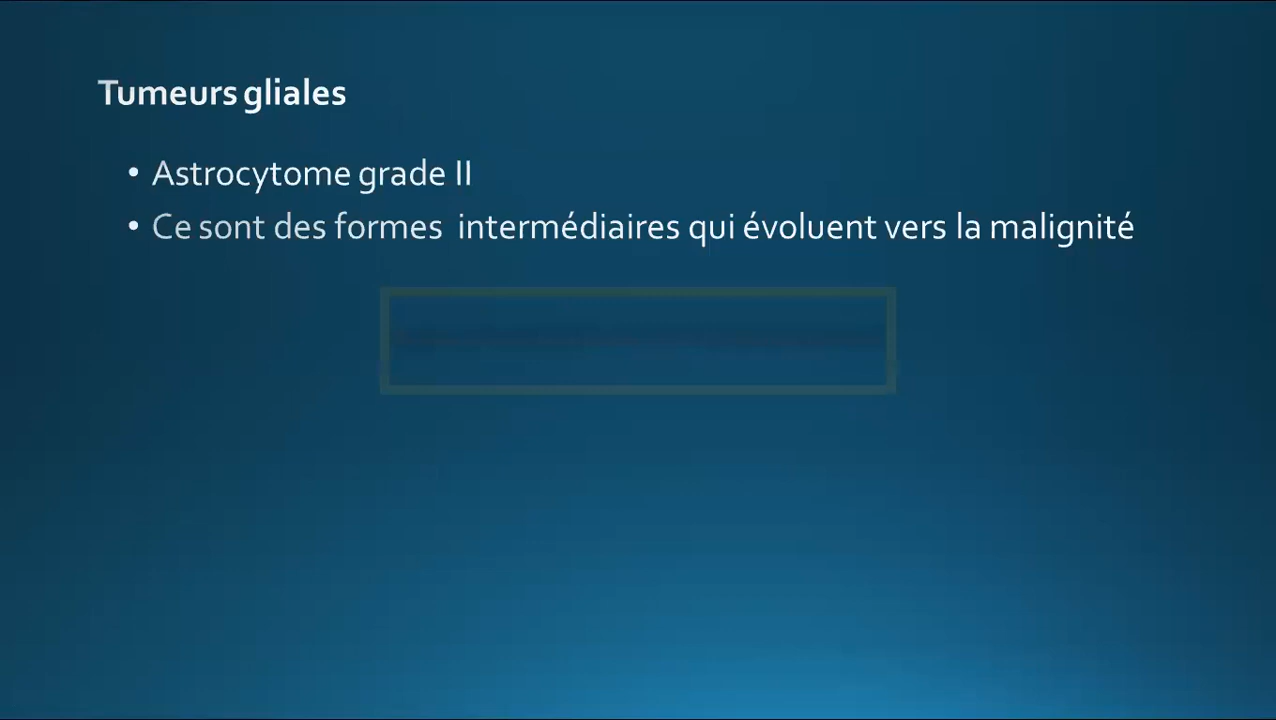 Tumeurs gliales
• Astrocytome grade II
• Ce sont des formes intermédiaires qui évoluent vers la malignité